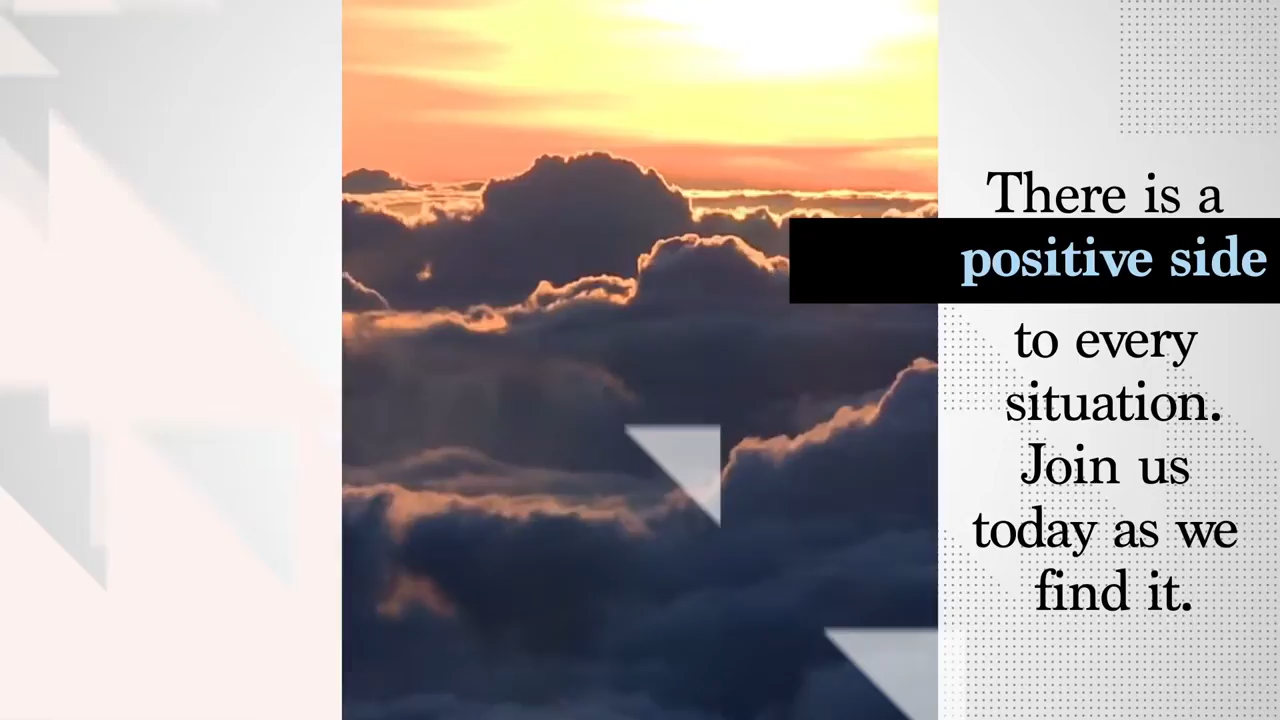 There is a
positive side
to every
situation.
Join us
today as we
find it.